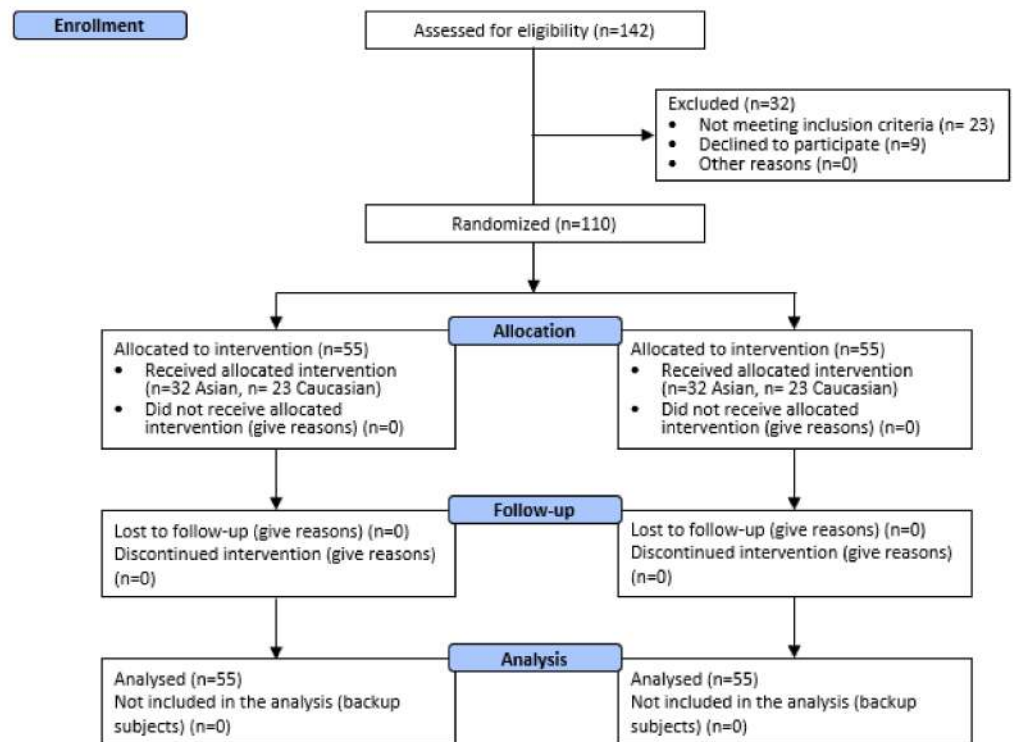 Enrollment
Assessed for eligibility (n=142)
Excluded (n=32)
• Not meeting inclusion criteria (n= 23)
• Declined to participate (n=9)
• Other reasons (n=0)
Randomized (n=110)
Allocation
Allocated to intervention (n=55)
• Received allocated intervention
(n=32 Asian, n= 23 Caucasian)
• Did not receive allocated
intervention (give reasons) (n=0)
Allocated to intervention (n=55)
• Received allocated intervention
(n=32 Asian, n= 23 Caucasian)
• Did not receive allocated
intervention (give reasons) (n=0)
Follow-up
Lost to follow-up (give reasons) (n=0)
Discontinued intervention (give reasons)
(n=0)
Lost to follow-up (give reasons) (n=0)
Discontinued intervention (give reasons)
(n=0)
Analysis
Analysed (n=55)
Not included in the analysis (backup
subjects) (n=0)
Analysed (n=55)
Not included in the analysis (backup
subjects) (n=0)